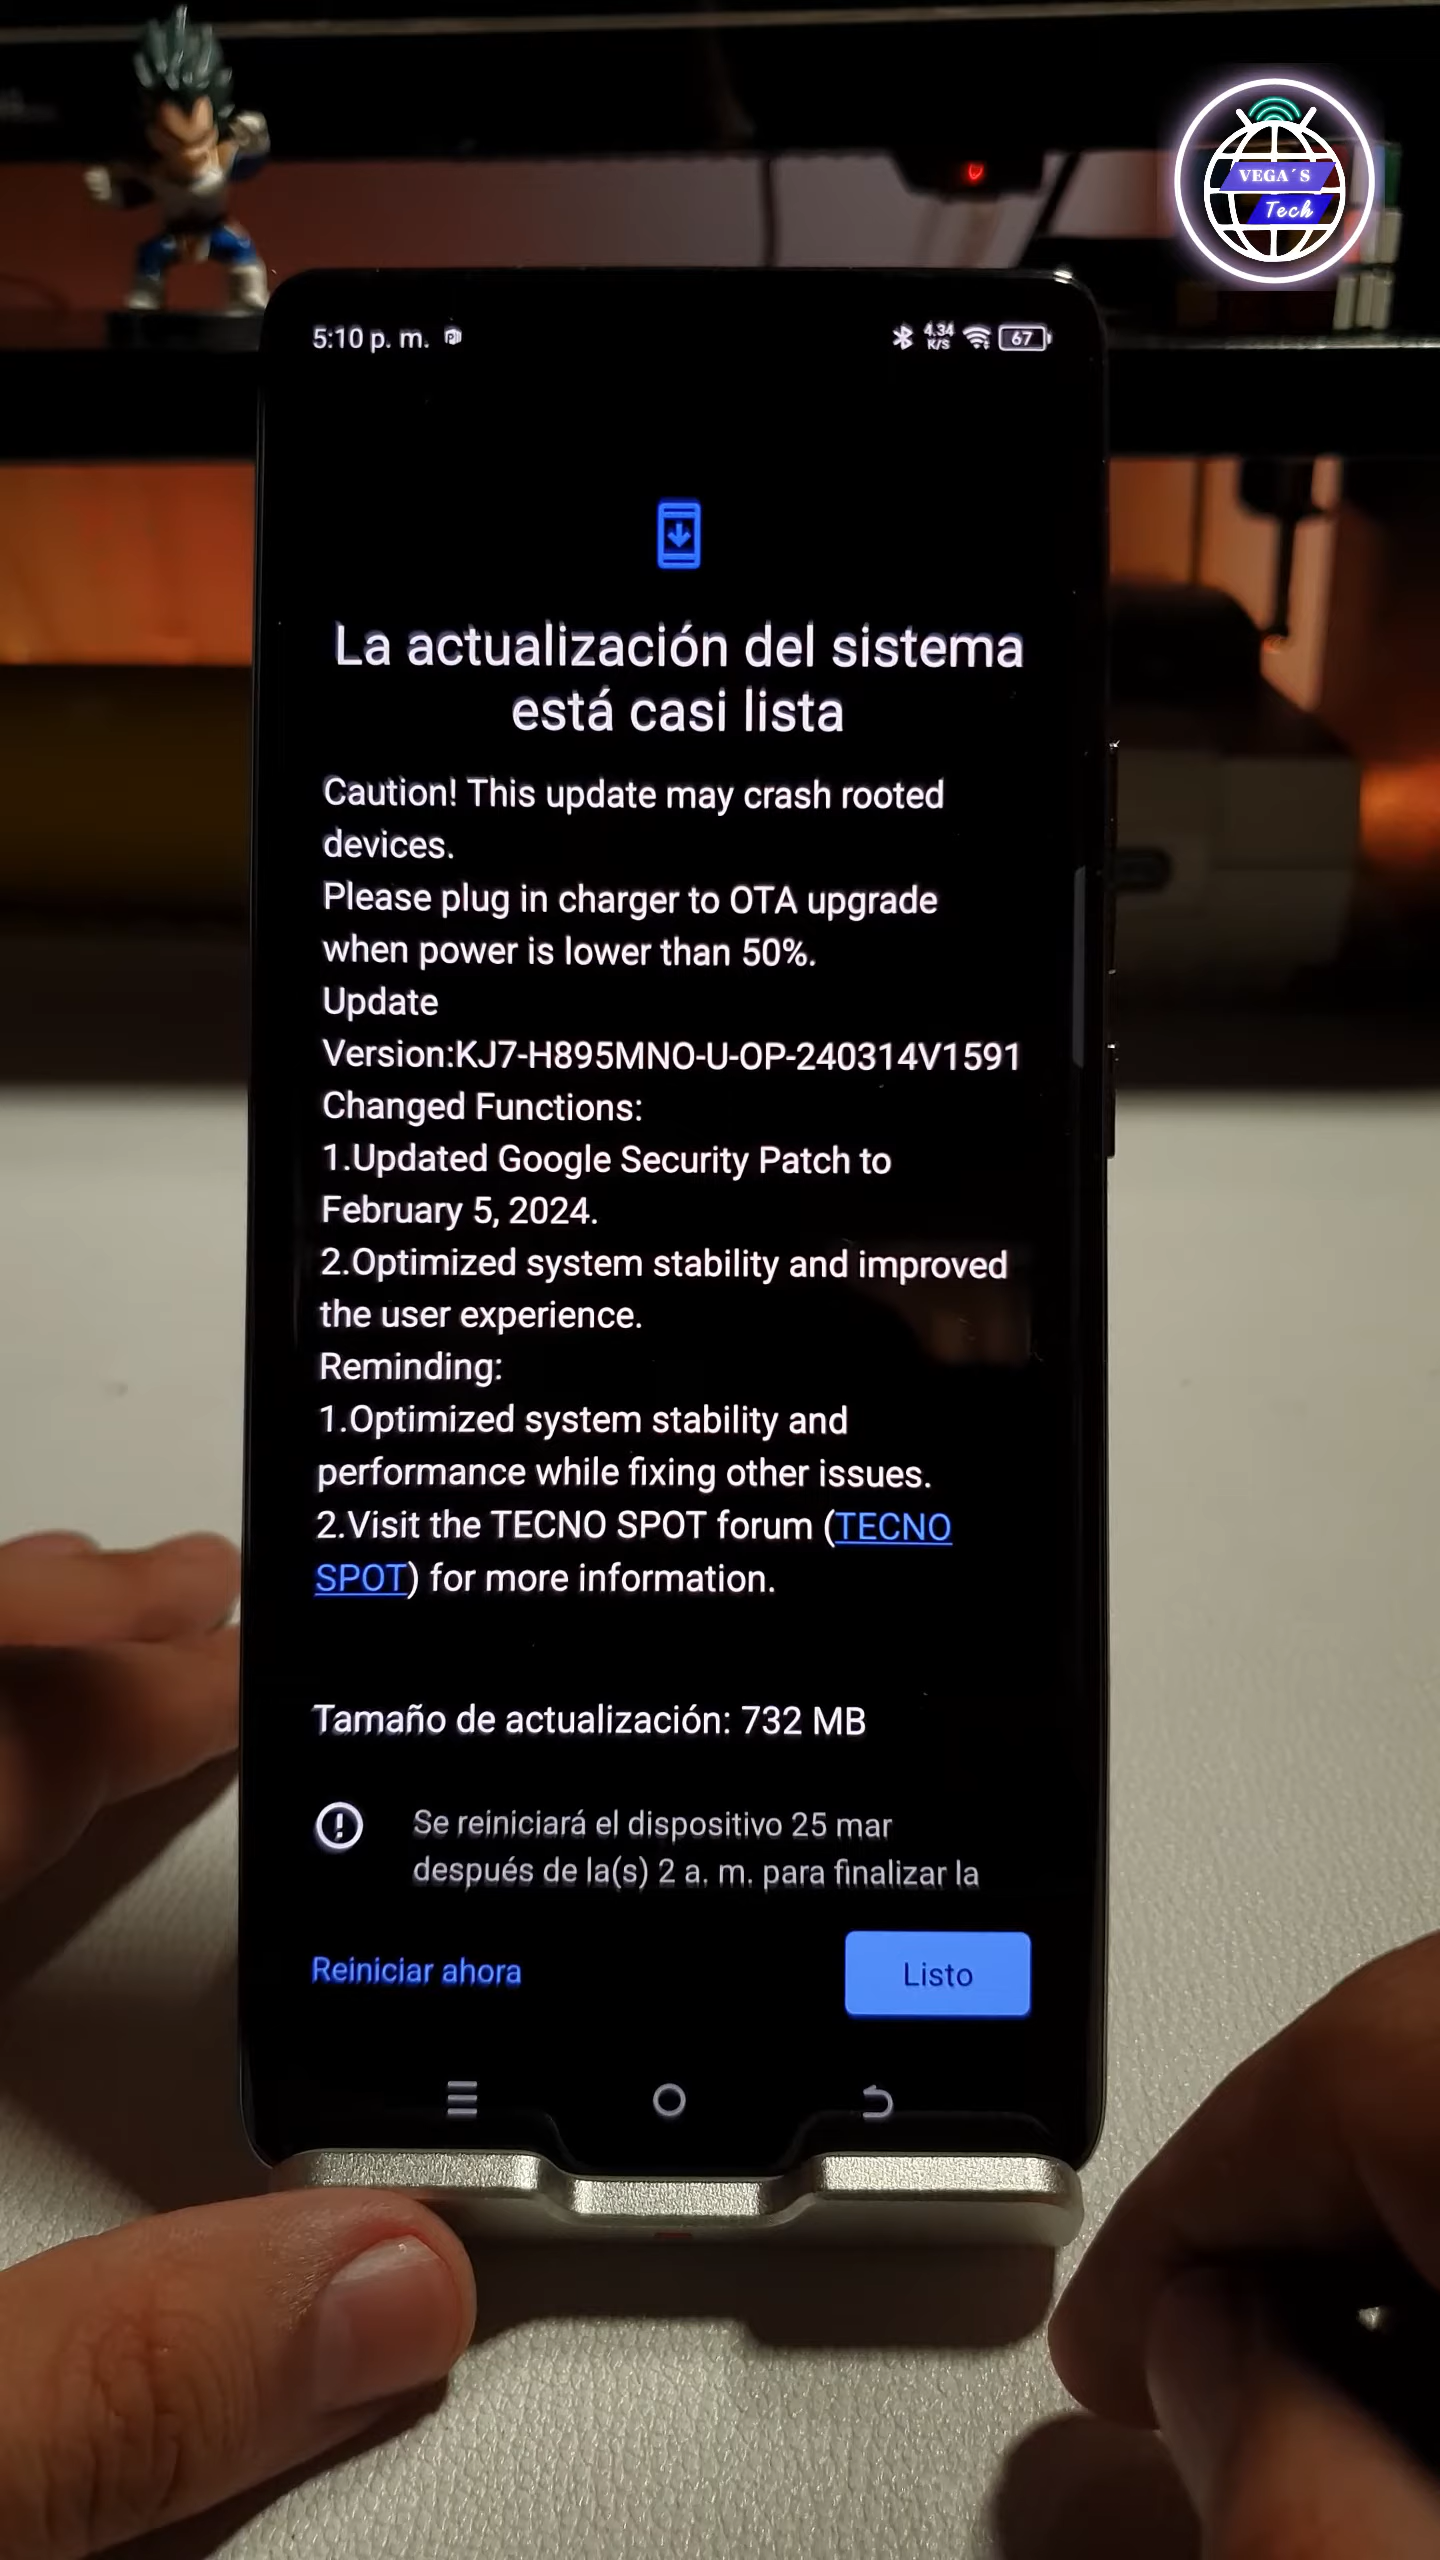 VEGA´S
Tech
5:10 p. m.
4.34
K/S
67
La actualización del sistema
está casi lista
Caution! This update may crash rooted
devices.
Please plug in charger to OTA upgrade
when power is lower than 50%.
Update
Version:KJ7-H895MNO-U-OP-240314V1591
Changed Functions:
1.Updated Google Security Patch to
February 5, 2024.
2.Optimized system stability and improved
the user experience.
Reminding:
1.Optimized system stability and
performance while fixing other issues.
2.Visit the TECNO SPOT forum (TECNO
SPOT) for more information.
Tamaño de actualización: 732 MB
Se reiniciará el dispositivo 25 mar
después de la(s) 2 a. m. para finalizar la
Reiniciar ahora
Listo